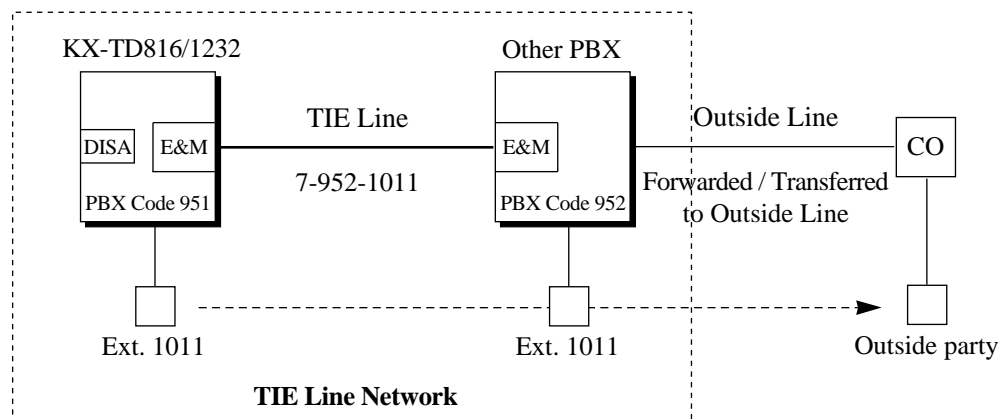 KX-TD816/1232
Other PBX
TIE Line
Outside Line
DISA
E&M
E&M
CO
7-952-1011
Forwarded / Transferred
to Outside Line
PBX Code 951
PBX Code 952
Ext. 1011
Ext. 1011
Outside party
TIE Line Network